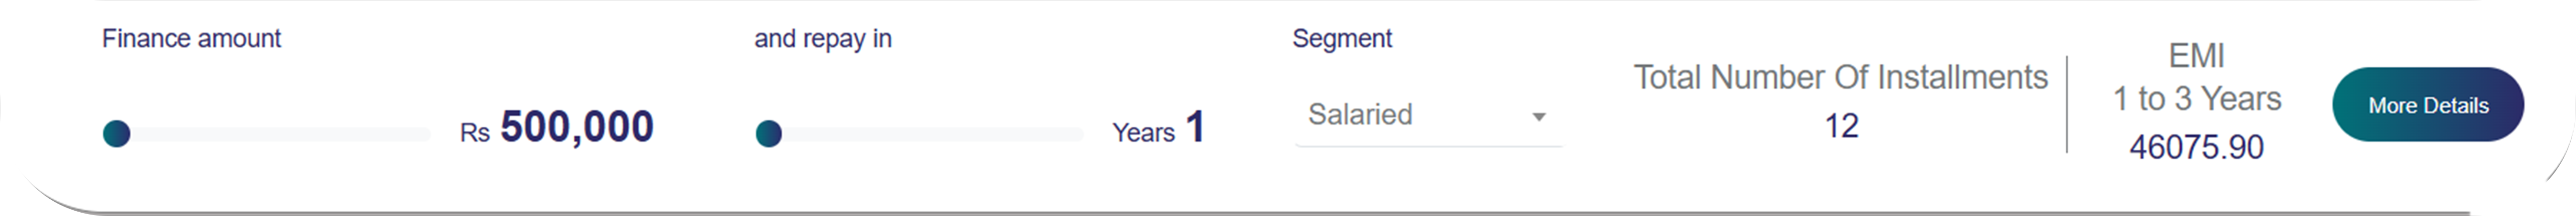 Finance amount
Rs 500,000
and repay in
Years 1
Segment
Salaried
Total Number Of Installments
12
EMI
1 to 3 Years
46075.90
More Details